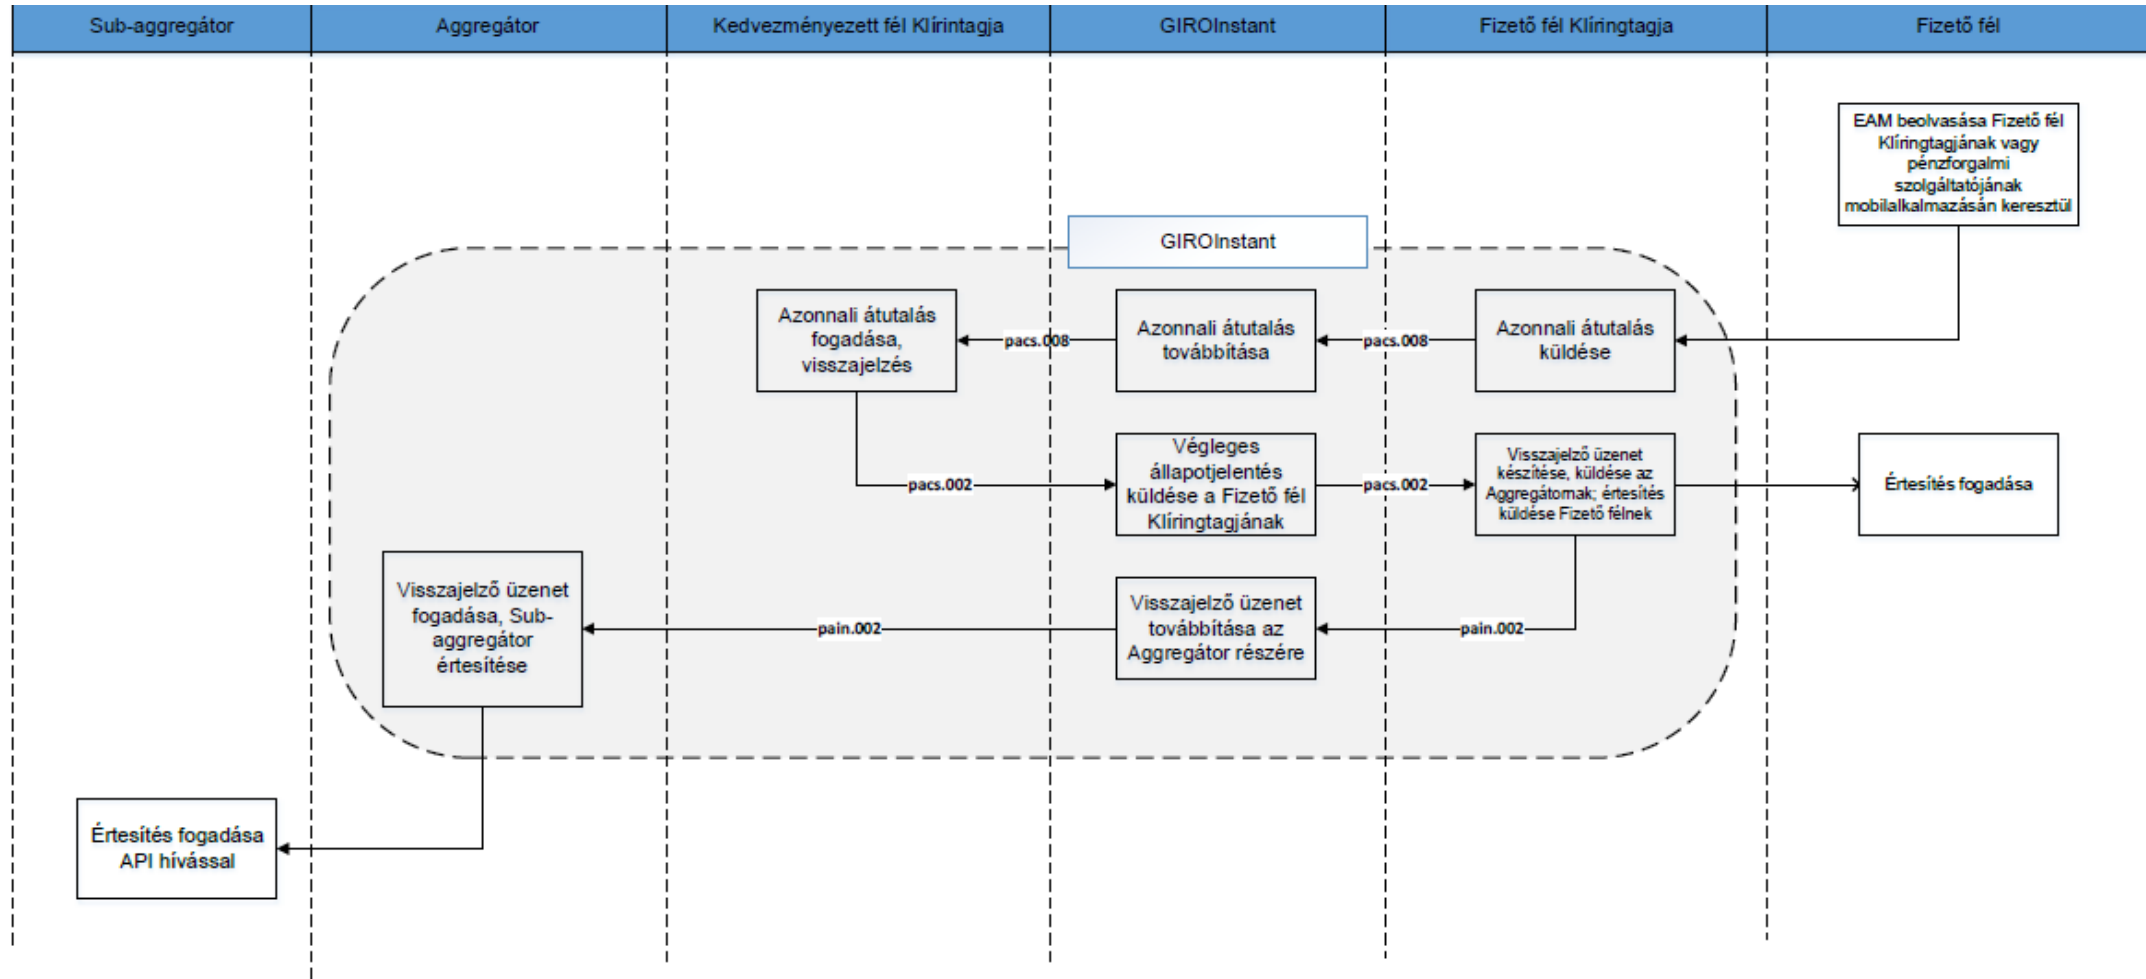 Sub-aggregátor
Aggregátor
Kedvezményezett fél Klírintagja
GIROInstant
Fizető fél Klíringtagja
Fizető fél
EAM beolvasása Fizető fél
Klíringtagjának vagy
pénzforgalmi
szolgáltatójának
mobilalkalmazásán keresztül
GIROInstant
Azonnali átutalás
fogadása,
visszajelzés
pacs.008
Azonnali átutalás
továbbítása
pacs.008
Azonnali átutalás
küldése
pacs.002
Végleges
állapotjelentés
küldése a Fizető fél
Klíringtagjának
pacs.002
Visszajelző üzenet
készítése, küldése az
Aggregátornak; értesítés
küldése Fizető félnek
Értesítés fogadása
Visszajelző üzenet
fogadása, Sub-
aggregátor
értesítése
pain.002
Visszajelző üzenet
továbbítása az
Aggregátor részére
pain.002
Értesítés fogadása
API hívással